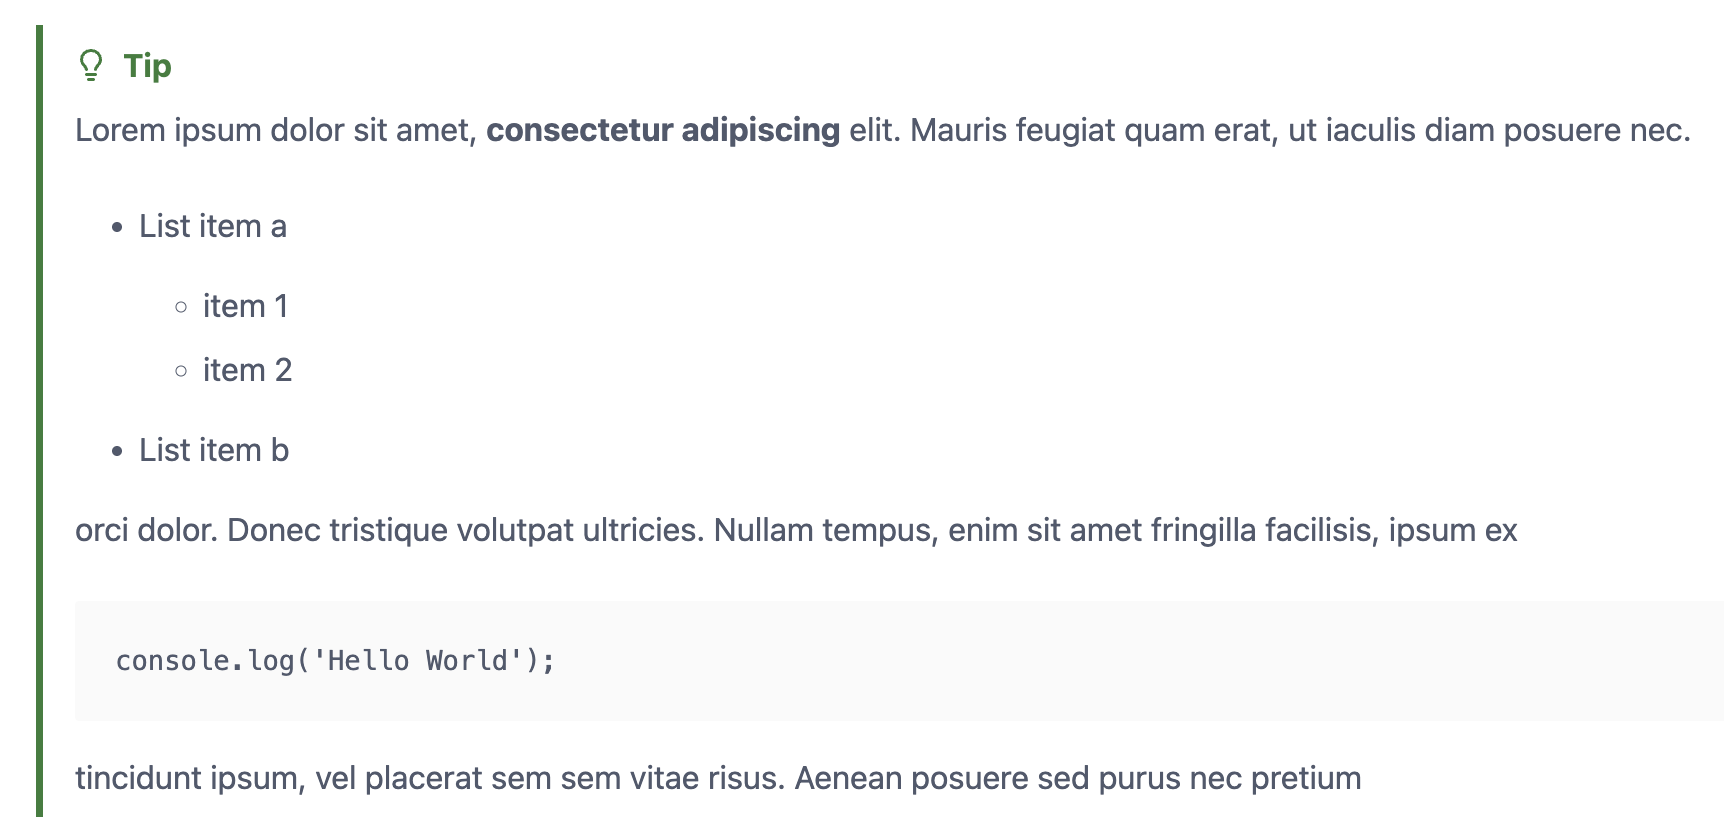 Tip
Lorem ipsum dolor sit amet, consectetur adipiscing elit. Mauris feugiat quam erat, ut iaculis diam posuere nec.
List item a
item 1
item 2
List item b
orci dolor. Donec tristique volutpat ultricies. Nullam tempus, enim sit amet fringilla facilisis, ipsum ex
console.log('Hello World');
tincidunt ipsum, vel placerat sem sem vitae risus. Aenean posuere sed purus nec pretium